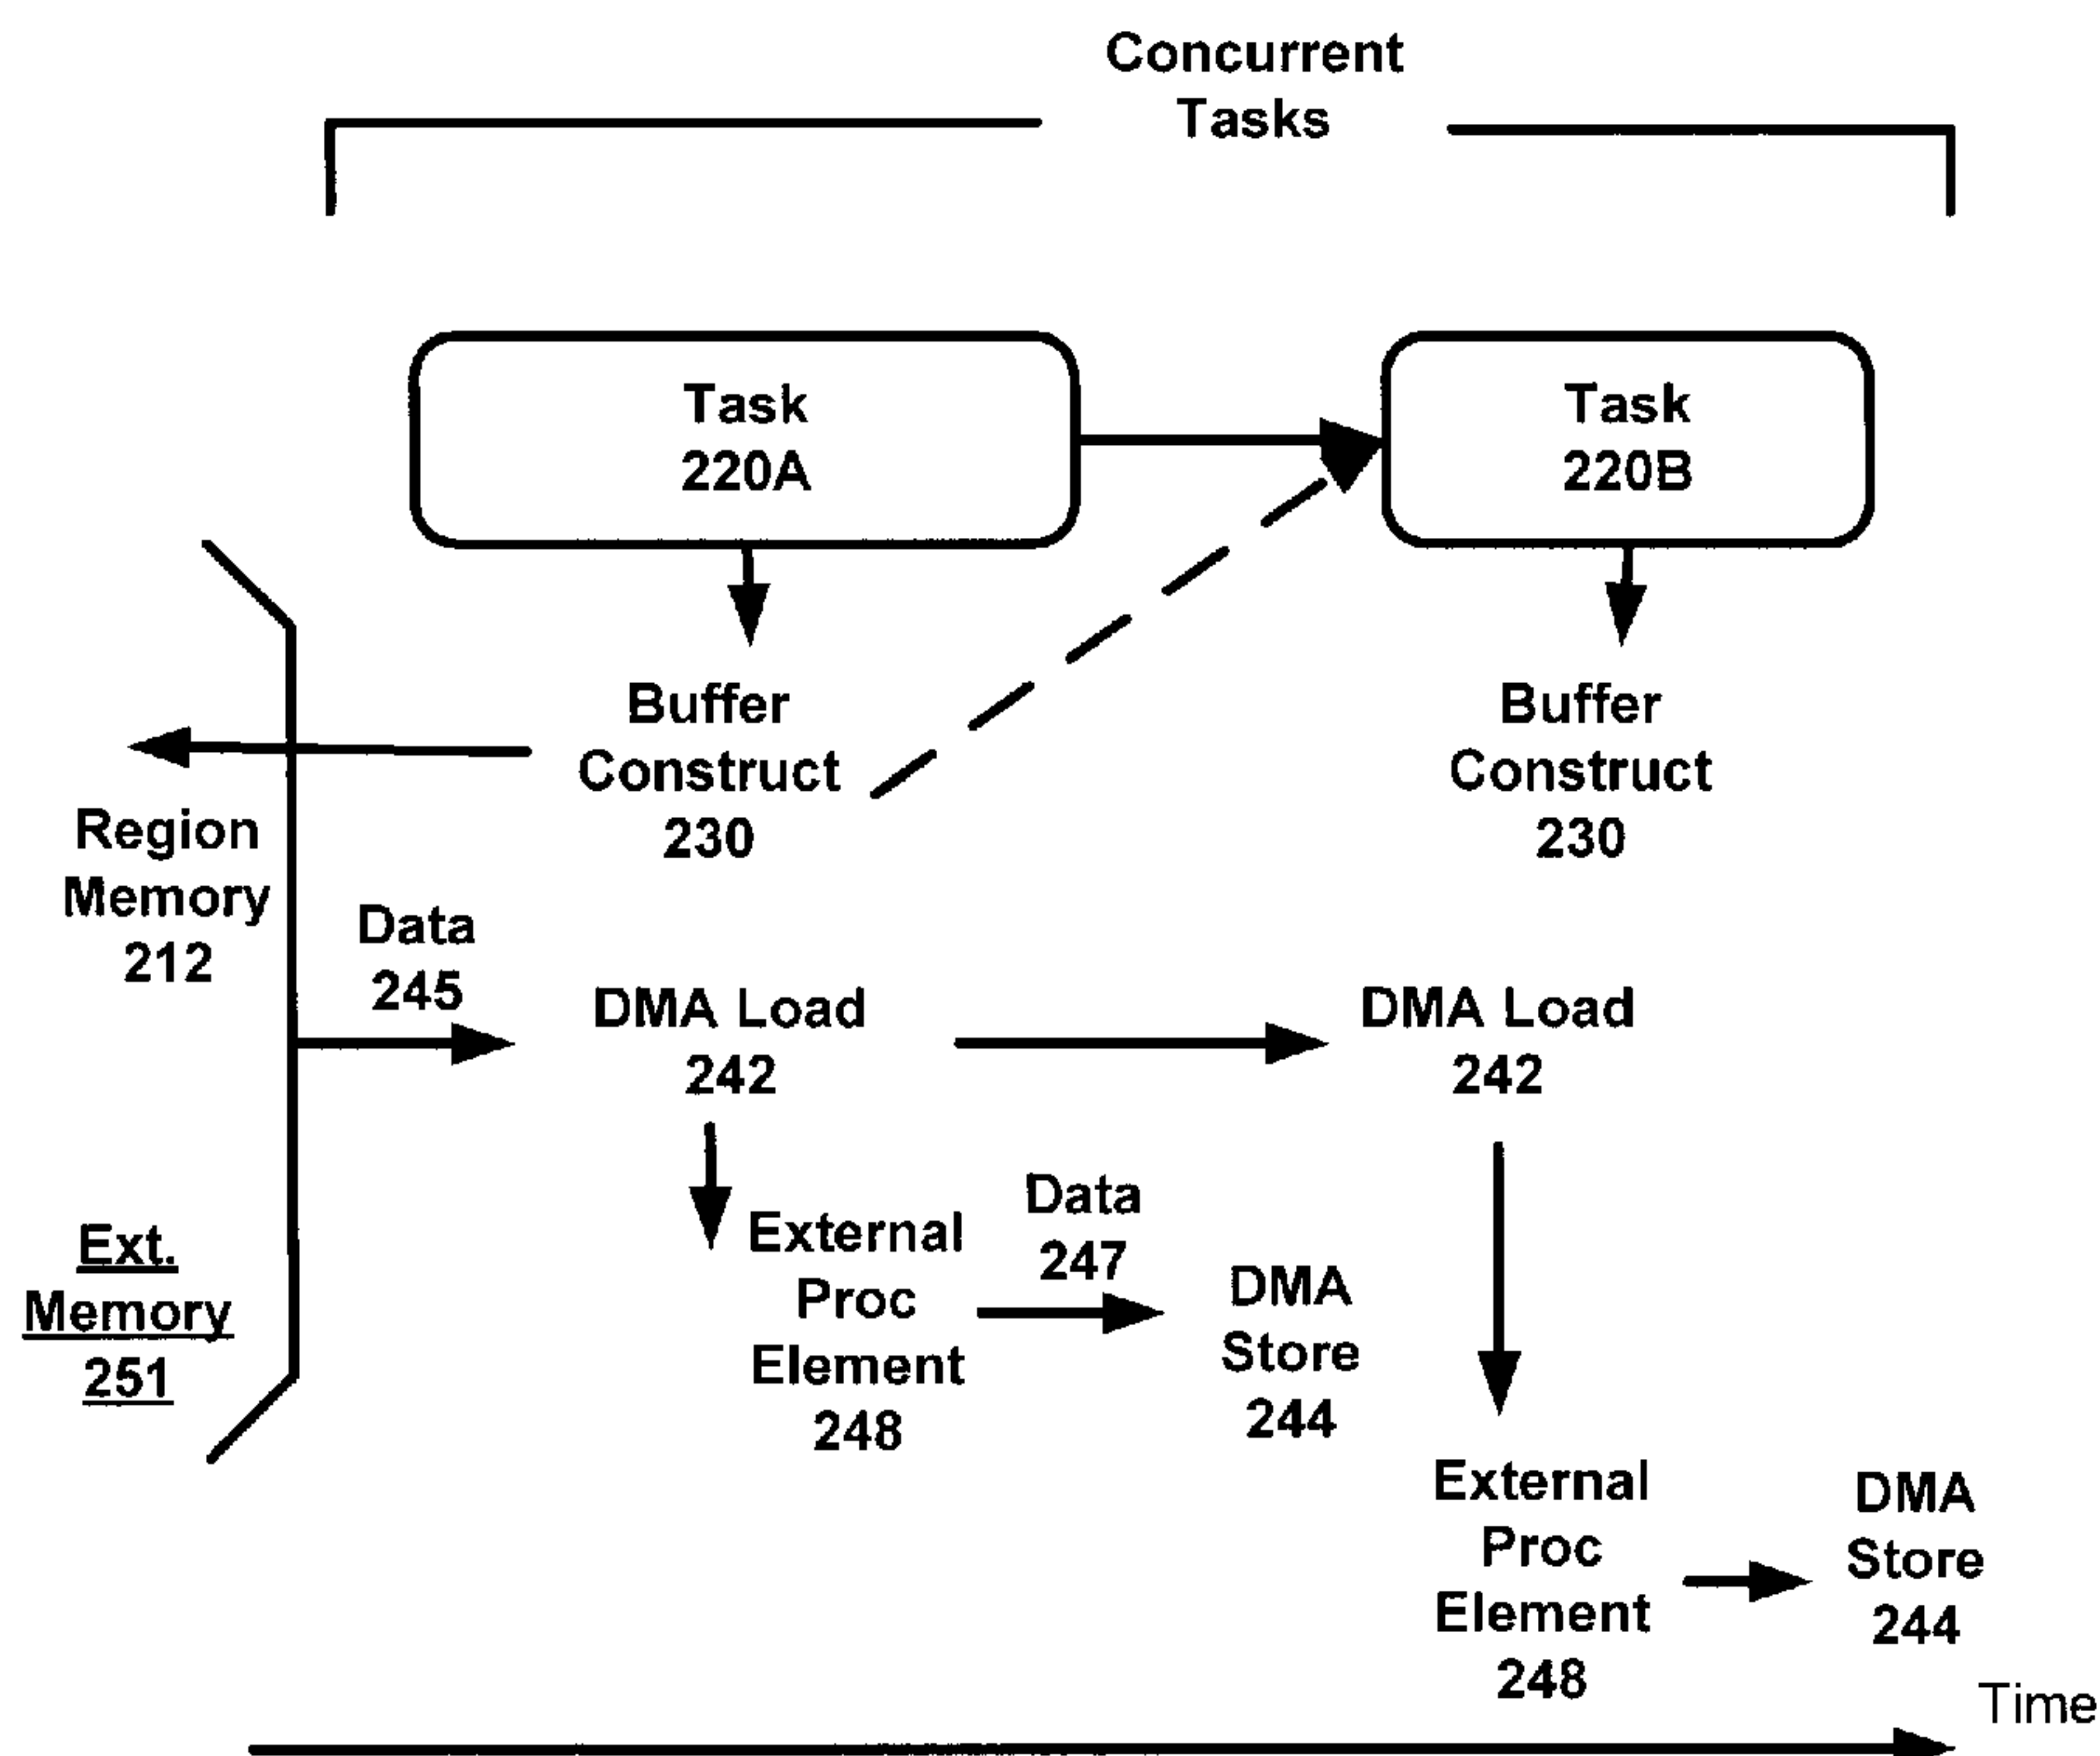 Concurrent
Tasks
Task
220A
Task
220B
Buffer
Construct
230
Buffer
Construct
230
Region
Memory
212
Data
245
DMA Load
242
DMA Load
242
Ext.
Memory
251
External
Proc
Element
248
Data
247
DMA
Store
244
External
Proc
Element
248
DMA
Store
244
Time